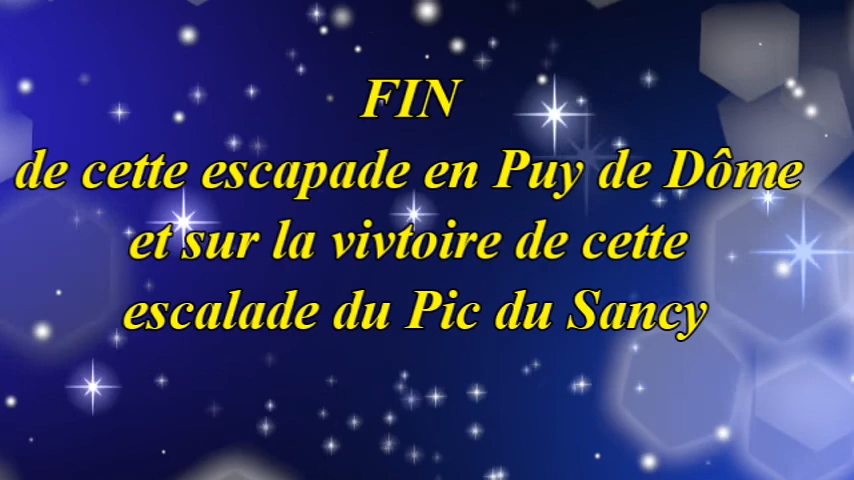 FIN
de cette escapade en Puy de Dôme
et sur la vivtoire de cette
escalade du Pic du Sancy